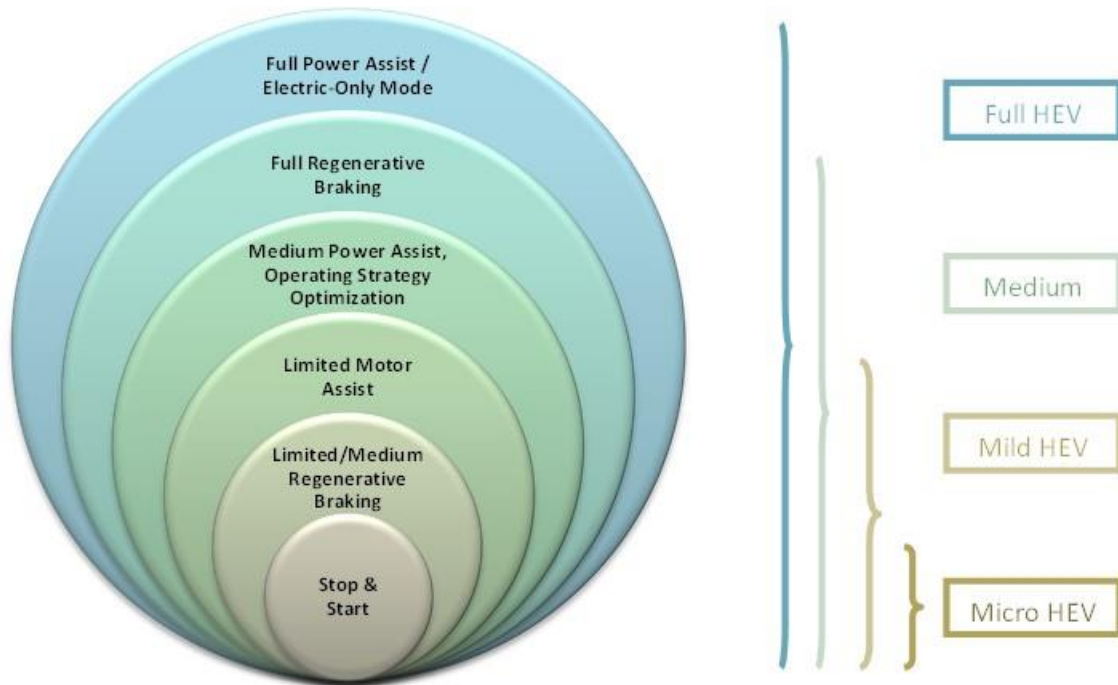 Full Power Assist /
Electric-Only Mode
Full Regenerative
Braking
Medium Power Assist,
Operating Strategy
Optimization
Limited Motor
Assist
Limited/Medium
Regenerative
Braking
Stop &
Start
Full HEV
Medium
Mild HEV
Micro HEV